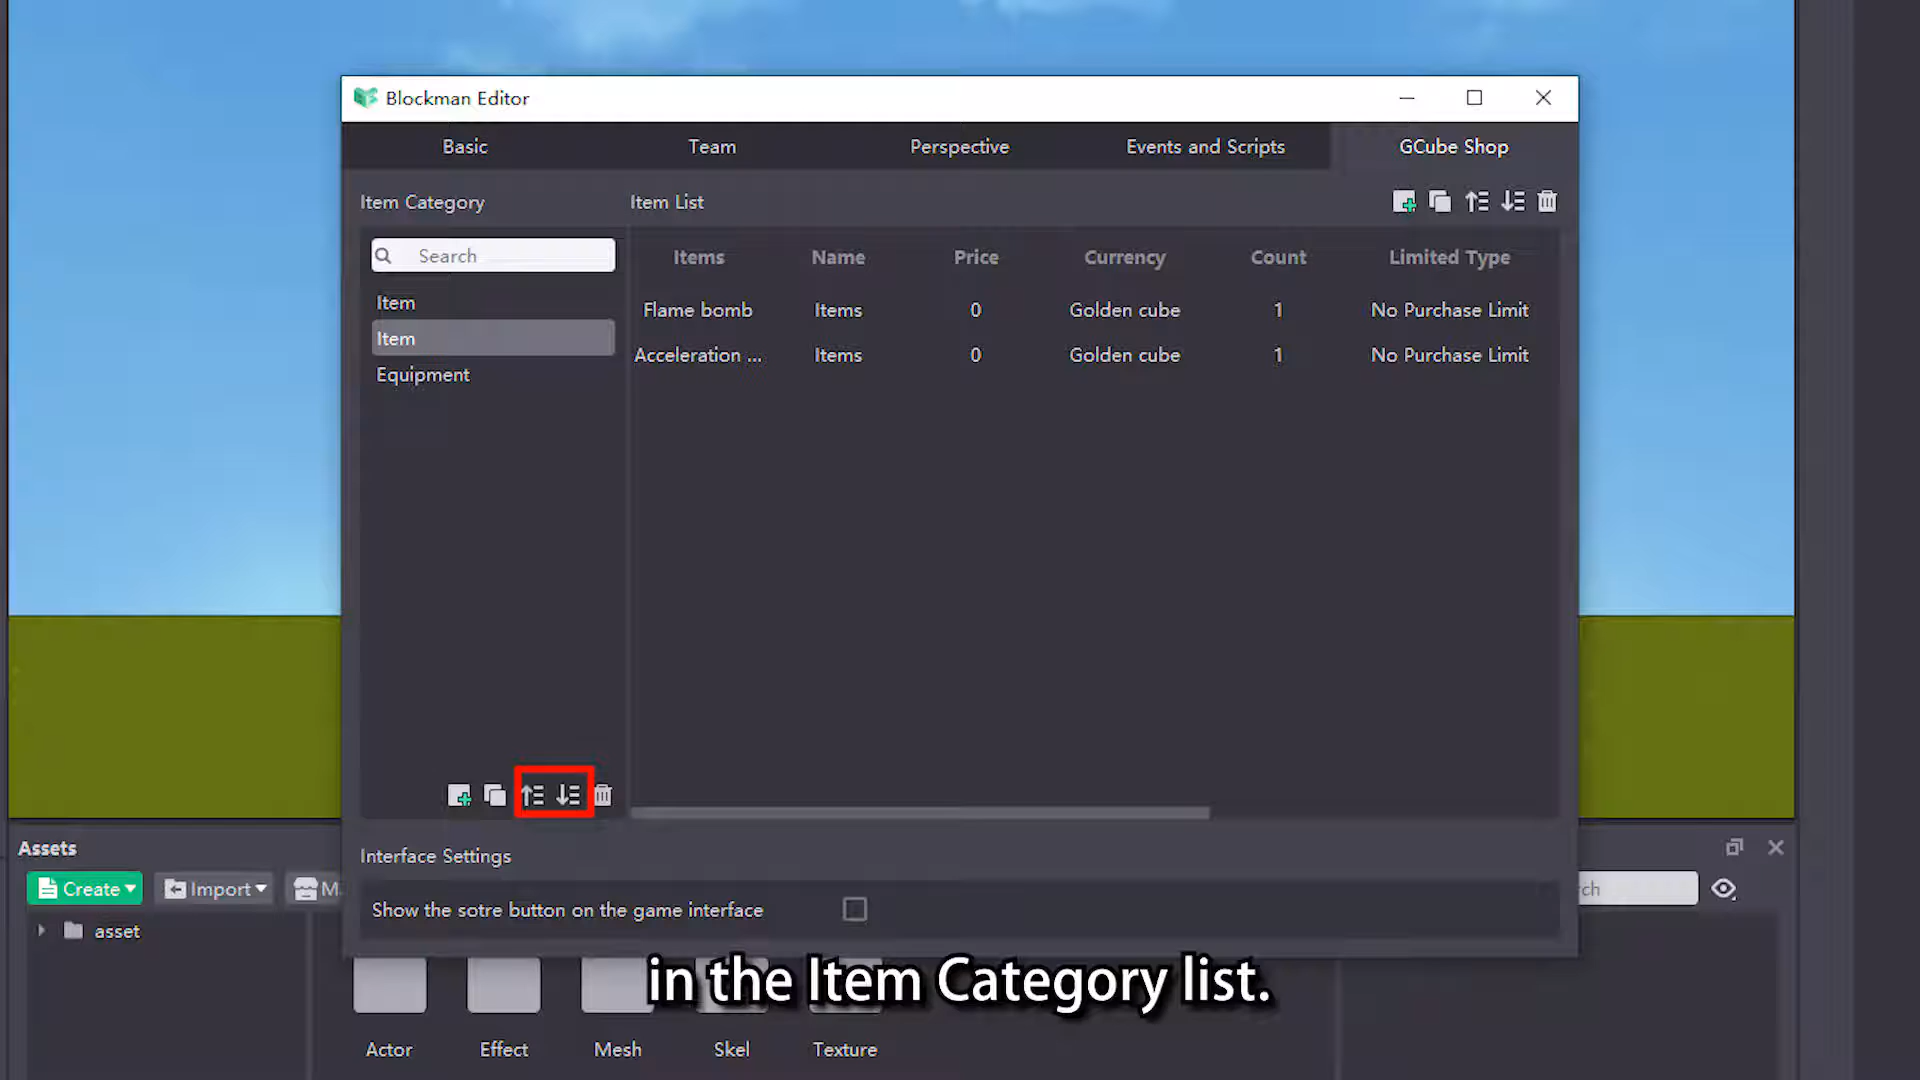 Blockman Editor
Basic Team Perspective Events and Scripts GCube Shop
Item Category Item List
Search
Items Name Price Currency Count Limited Type
Item
Flame bomb Items 0 Golden cube 1 No Purchase Limit
Item
Acceleration ... Items 0 Golden cube 1 No Purchase Limit
Equipment
Interface Settings
Show the sotre button on the game interface
Assets
Create Import M
asset
in the Item Category list.
Actor Effect Mesh Skel Texture